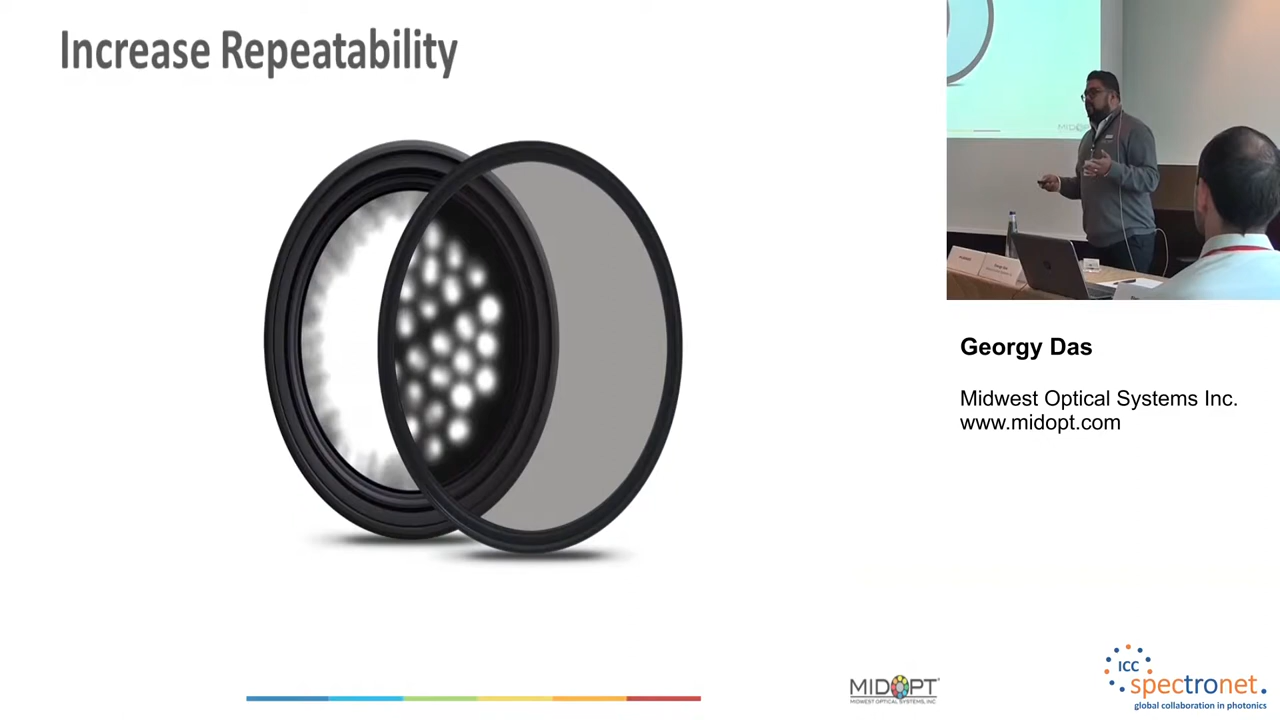 Increase Repeatability
MIDOPT
Georgy Das
Midwest Optical Systems Inc.
www.midopt.com
MIDOPT
MIDWEST OPTICAL SYSTEMS, INC
ICC
spectronet
global collaboration in photonics